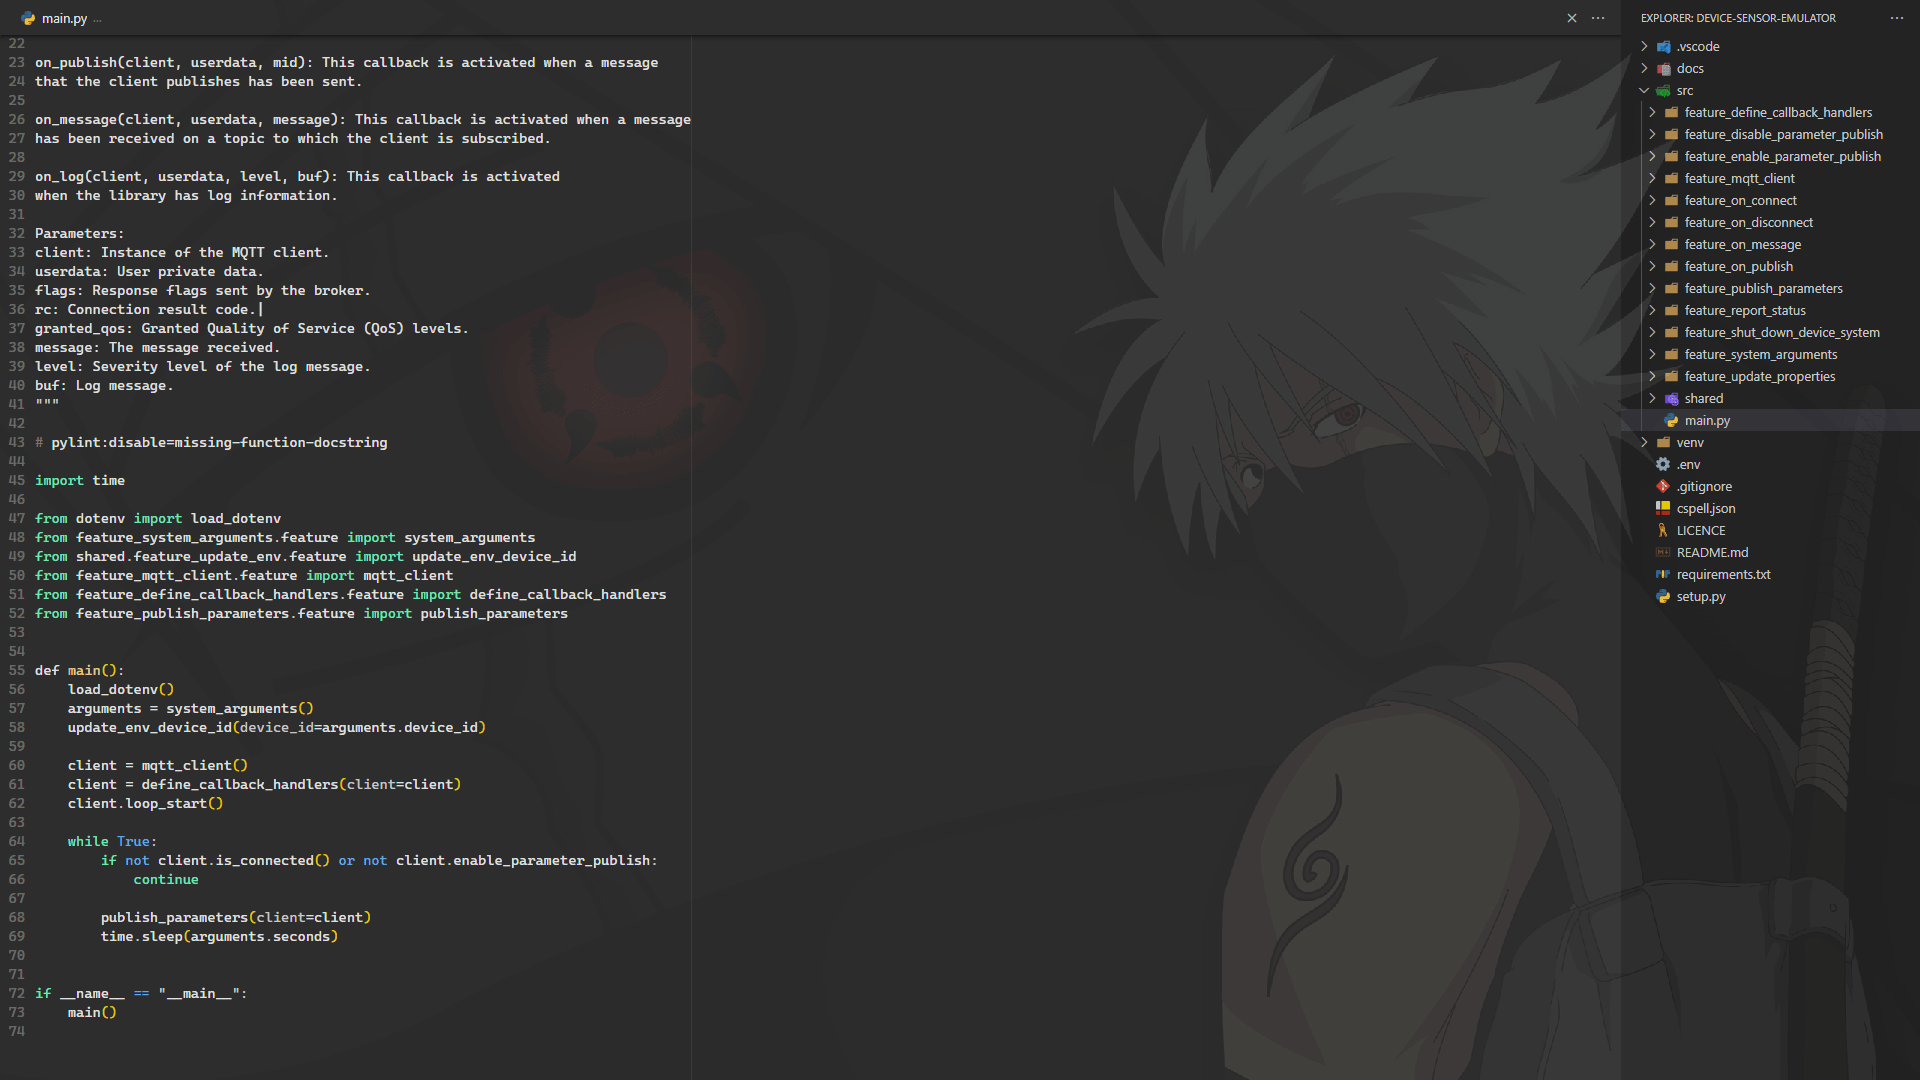 main.py ...
22
23 on_publish(client, userdata, mid): This callback is activated when a message
24 that the client publishes has been sent.
25
26 on_message(client, userdata, message): This callback is activated when a message
27 has been received on a topic to which the client is subscribed.
28
29 on_log(client, userdata, level, buf): This callback is activated
30 when the library has log information.
31
32 Parameters:
33 client: Instance of the MQTT client.
34 userdata: User private data.
35 flags: Response flags sent by the broker.
36 rc: Connection result code.
37 granted_qos: Granted Quality of Service (QoS) levels.
38 message: The message received.
39 level: Severity level of the log message.
40 buf: Log message.
41 """
42
43 # pylint:disable=missing-function-docstring
44
45 import time
46
47 from dotenv import load_dotenv
48 from feature_system_arguments.feature import system_arguments
49 from shared.feature_update_env.feature import update_env_device_id
50 from feature_mqtt_client.feature import mqtt_client
51 from feature_define_callback_handlers.feature import define_callback_handlers
52 from feature_publish_parameters.feature import publish_parameters
53
54
55 def main():
56     load_dotenv()
57     arguments = system_arguments()
58     update_env_device_id(device_id=arguments.device_id)
59
60     client = mqtt_client()
61     client = define_callback_handlers(client=client)
62     client.loop_start()
63
64     while True:
65         if not client.is_connected() or not client.enable_parameter_publish:
66             continue
67
68         publish_parameters(client=client)
69         time.sleep(arguments.seconds)
70
71
72 if __name__ == "__main__":
73     main()
74
EXPLORER: DEVICE-SENSOR-EMULATOR
.vscode
docs
src
feature_define_callback_handlers
feature_disable_parameter_publish
feature_enable_parameter_publish
feature_mqtt_client
feature_on_connect
feature_on_disconnect
feature_on_message
feature_on_publish
feature_publish_parameters
feature_report_status
feature_shut_down_device_system
feature_system_arguments
feature_update_properties
shared
main.py
venv
.env
.gitignore
cspell.json
LICENCE
README.md
requirements.txt
setup.py